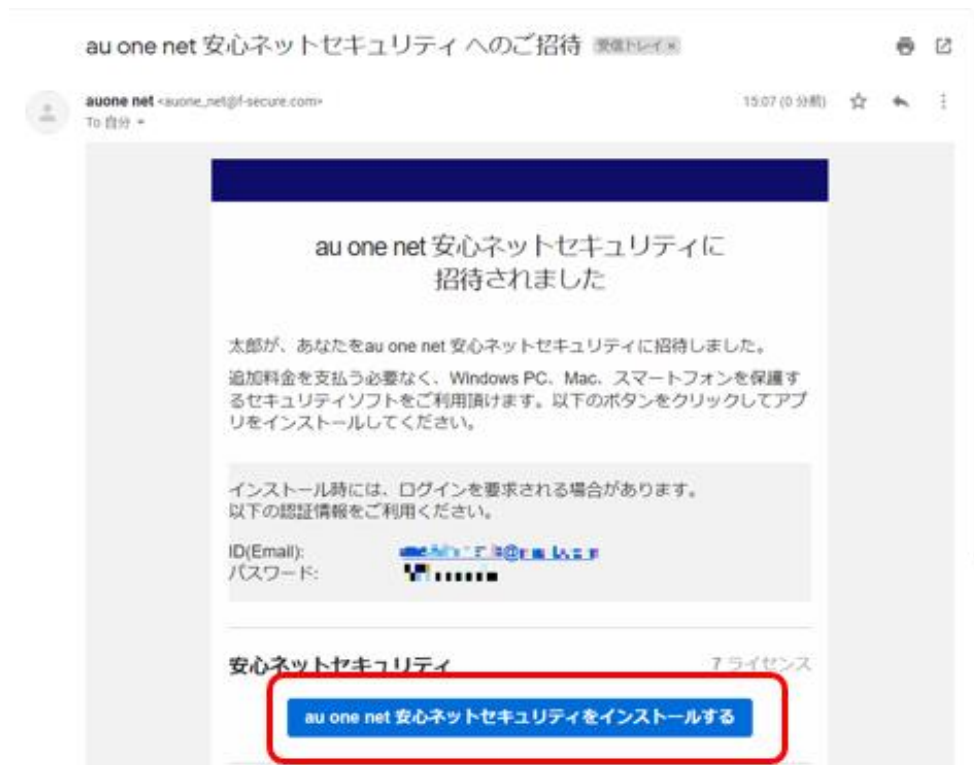 au one net 安心ネットセキュリティ へのご招待 受信トレイ ×
auone net <auone_net@f-secure.com>
15:07 (0 分前)
To 自分
au one net 安心ネットセキュリティに
招待されました
太郎が、あなたをau one net 安心ネットセキュリティに招待しました。
追加料金を支払う必要なく、Windows PC、Mac、スマートフォンを保護す
るセキュリティソフトをご利用頂けます。以下のボタンをクリックしてアプ
リをインストールしてください。
インストール時には、ログインを要求される場合があります。
以下の認証情報をご利用ください。
ID(Email):
パスワード:
安心ネットセキュリティ
7 ライセンス
au one net 安心ネットセキュリティをインストールする